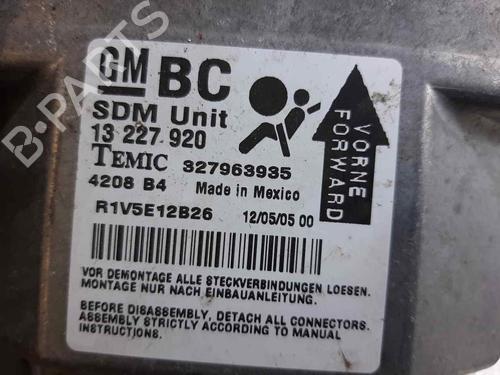 GM BC
SDM Unit
13 227 920
TEMIC 327963935
4208 B4 Made in Mexico
R1V5E12B26 12/05/05 00
VORNE
FORWARD
VOR DEMONTAGE ALLE STECKVERBINDUNGEN LOESEN.
MONTAGE NUR NACH EINBAUANLEITUNG.
BEFORE DISASSEMBLY, DETACH ALL CONNECTORS.
ASSEMBLY STRICTLY ACCORDING TO MANUAL
INSTRUCTIONS.
B-PARTS